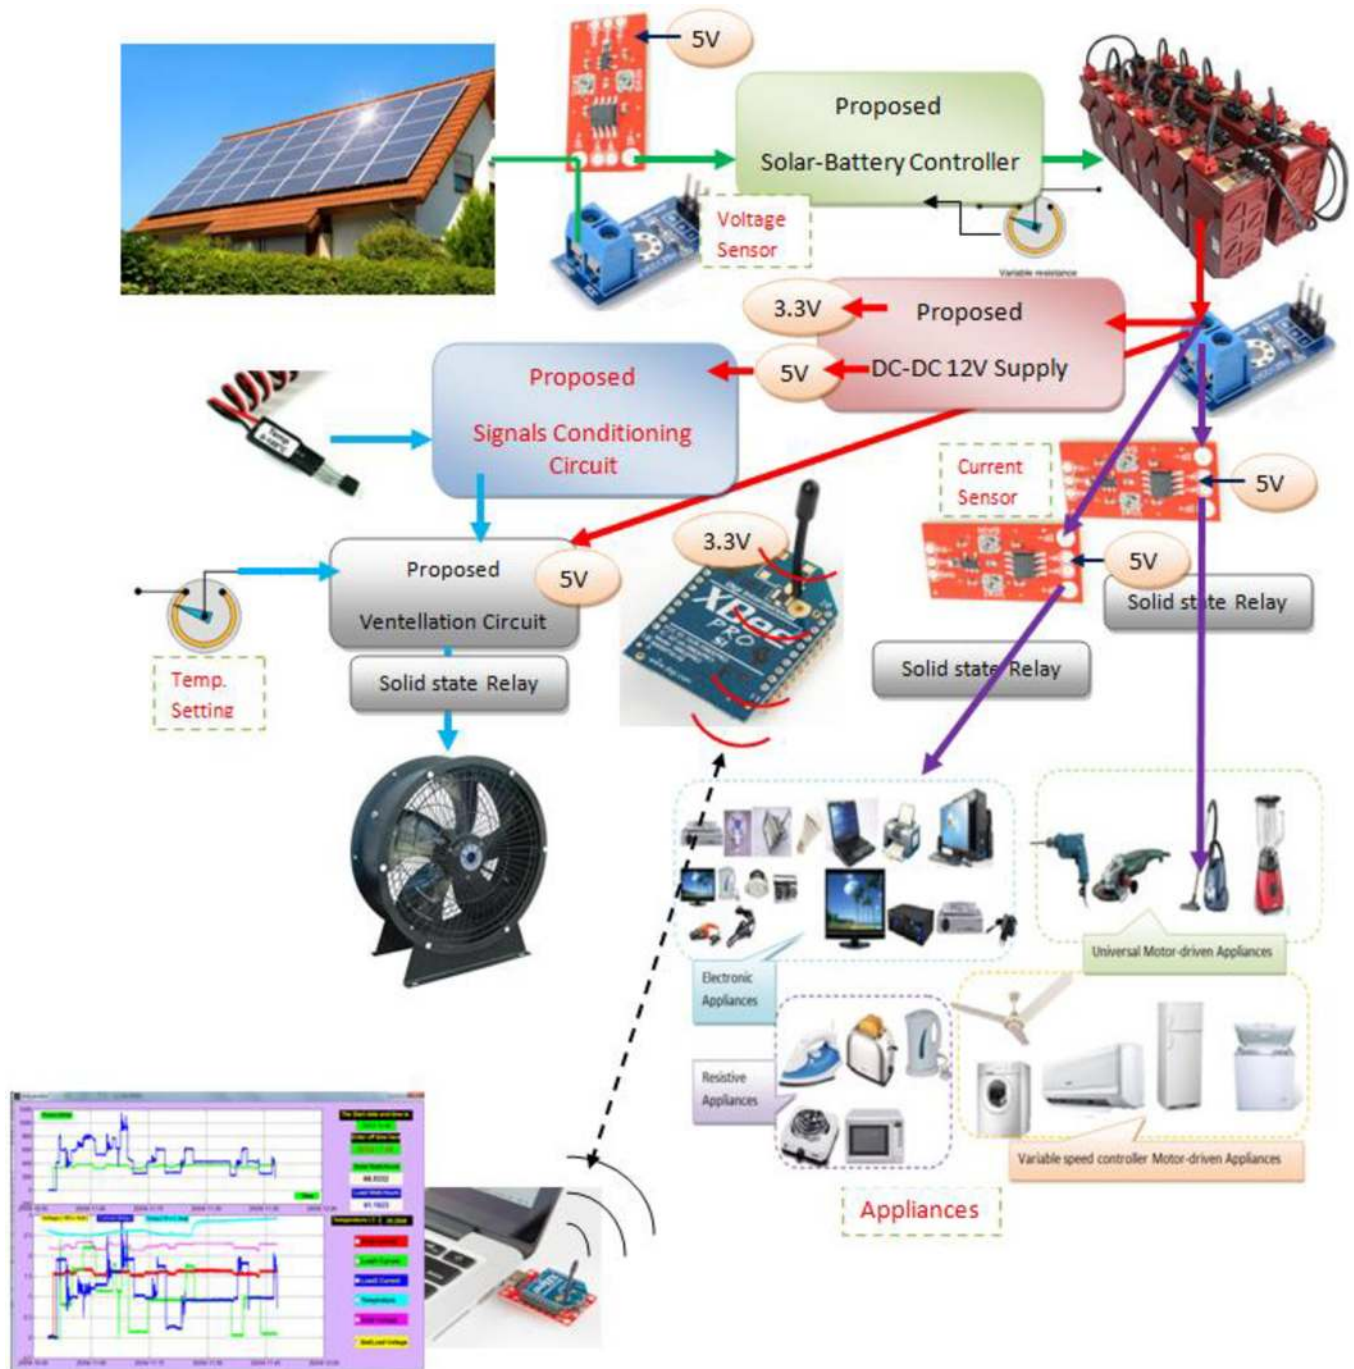 5V
Proposed
Solar-Battery Controller
Voltage
Sensor
Variable resistance
3.3V
Proposed
DC-DC 12V Supply
5V
Proposed
Signals Conditioning
Circuit
Temp
Current
Sensor
5V
5V
3.3V
Proposed
Ventellation Circuit
5V
PRO
S1
Solid state Relay
Solid state Relay
Solid state Relay
Temp.
Setting
Electronic
Appliances
Universal Motor-driven Appliances
Resistive
Appliances
Variable speed controller Motor-driven Appliances
Appliances